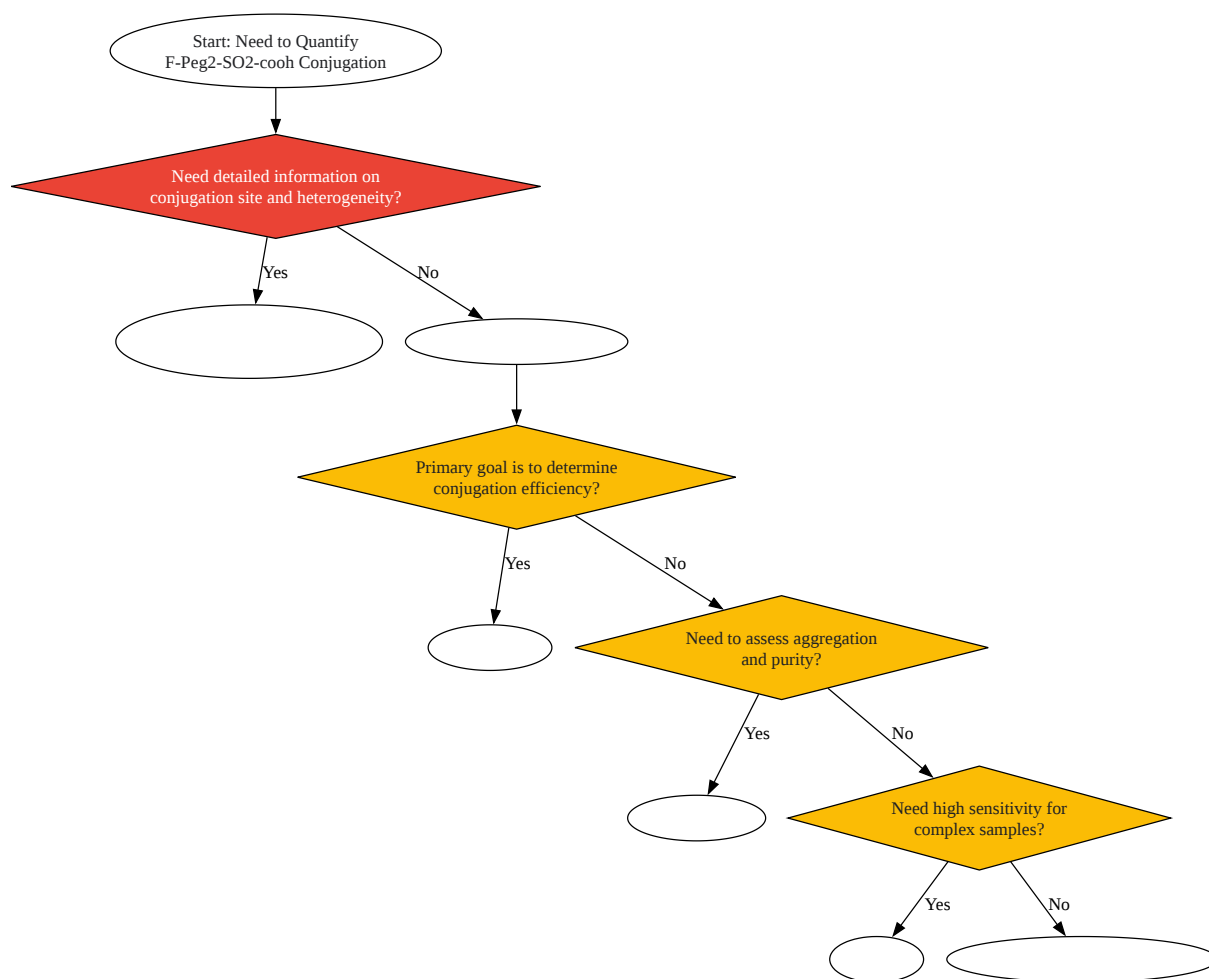 Start: Need to Quantify
F-Peg2-SO2-cooh Conjugation
Need detailed information on
conjugation site and heterogeneity?
Yes
No
Primary goal is to determine
conjugation efficiency?
Yes
No
Need to assess aggregation
and purity?
Yes
No
Need high sensitivity for
complex samples?
Yes
No